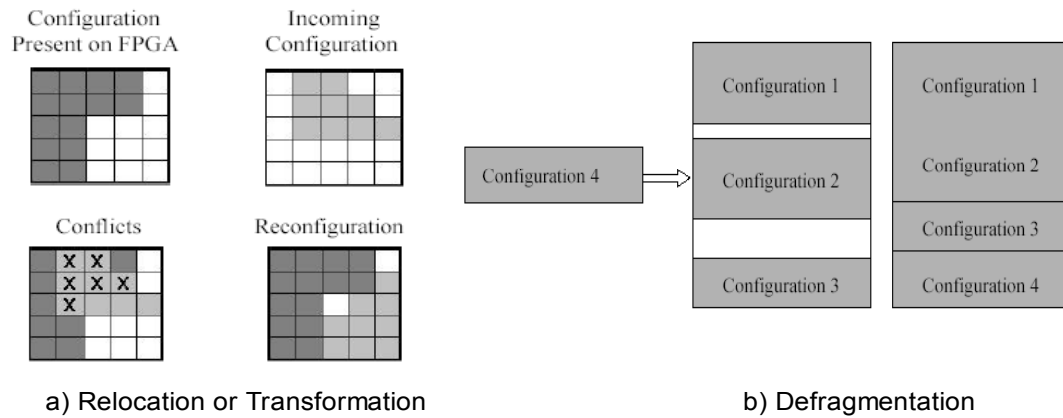 Configuration
Present on FPGA
Incoming
Configuration
Conflicts
X X
X X X
X
Reconfiguration
a) Relocation or Transformation
Configuration 4
Configuration 1
Configuration 2
Configuration 3
Configuration 1
Configuration 2
Configuration 3
Configuration 4
b) Defragmentation